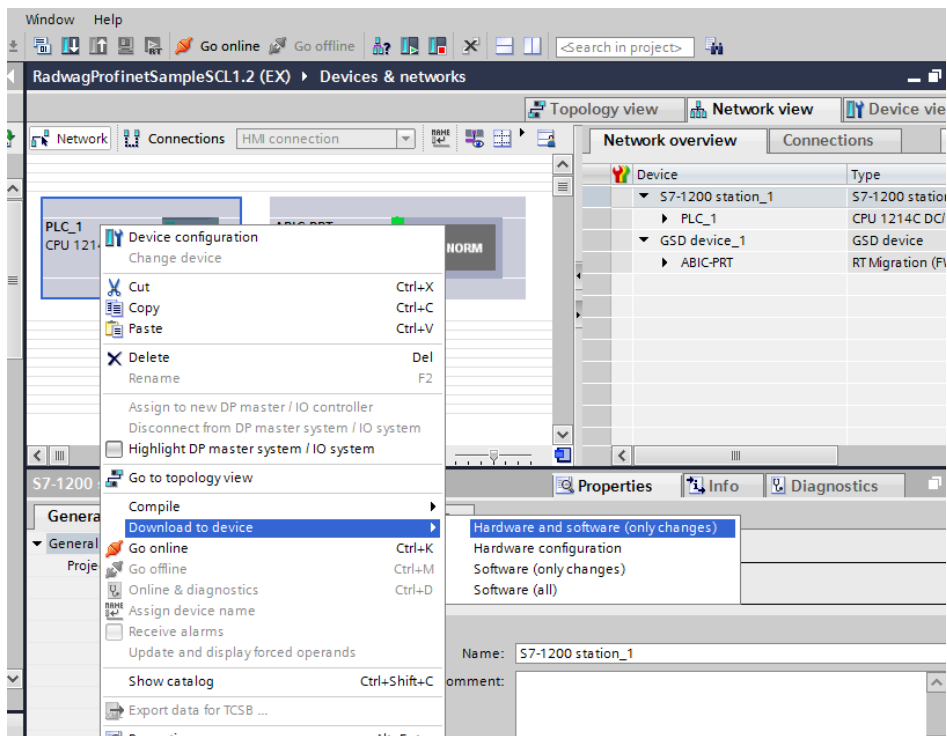 Window Help
Go online Go offline <Search in project>
RadwagProfinetSampleSCL1.2 (EX) Devices & networks
Topology view Network view Device vie
Network Connections HMI connection
Network overview Connections
Device Type
S7-1200 station_1 S7-1200 station
PLC_1 CPU 1214C DC/
GSD device_1 GSD device
ABIC-PRT RT Migration (FW
PLC_1
CPU 121
NORM
Device configuration
Change device
Cut Ctrl+X
Copy Ctrl+C
Paste Ctrl+V
Delete Del
Rename F2
Assign to new DP master / IO controller
Disconnect from DP master system / IO system
Highlight DP master system / IO system
Go to topology view
Compile
Download to device
Go online Ctrl+K
Go offline Ctrl+M
Online & diagnostics Ctrl+D
Assign device name
Receive alarms
Update and display forced operands
Show catalog Ctrl+Shift+C
Export data for TCSB ...
Hardware and software (only changes)
Hardware configuration
Software (only changes)
Software (all)
S7-1200
Properties Info Diagnostics
Genera
General
Proje
Name: S7-1200 station_1
omment: